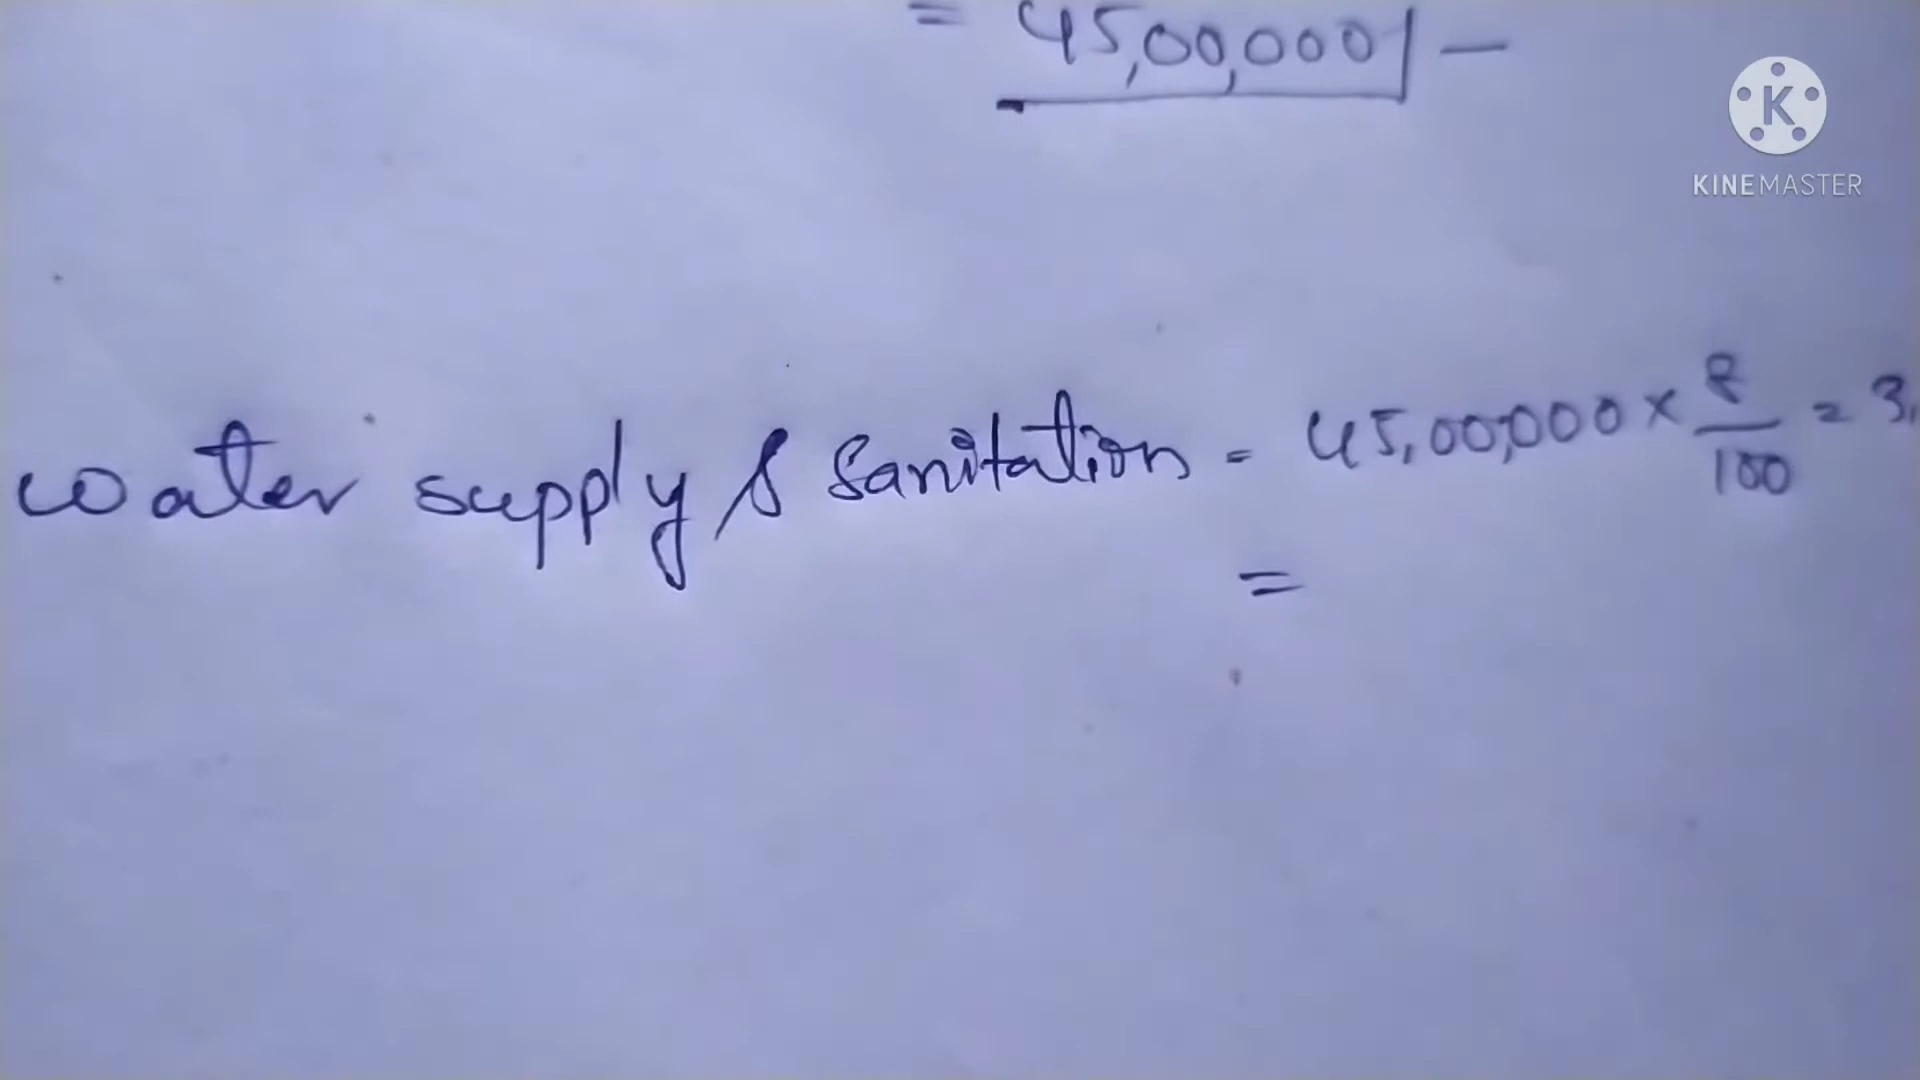 = 45,00,000/-
KINEMASTER
water supply & sanitation = 45,00,000 x 8/100 = 3,
=